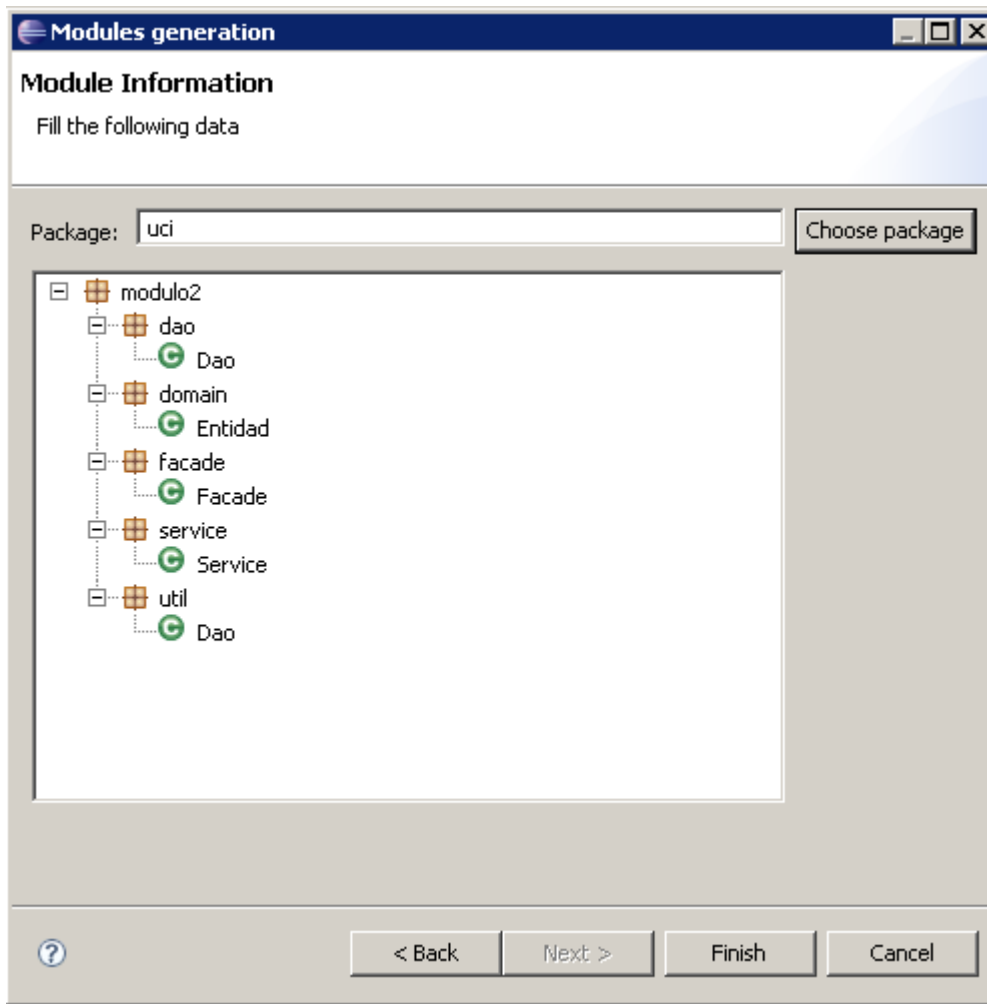 Modules generation
Module Information
Fill the following data
Package: uci Choose package
modulo2
dao
Dao
domain
Entidad
facade
Facade
service
Service
util
Dao
< Back Next > Finish Cancel